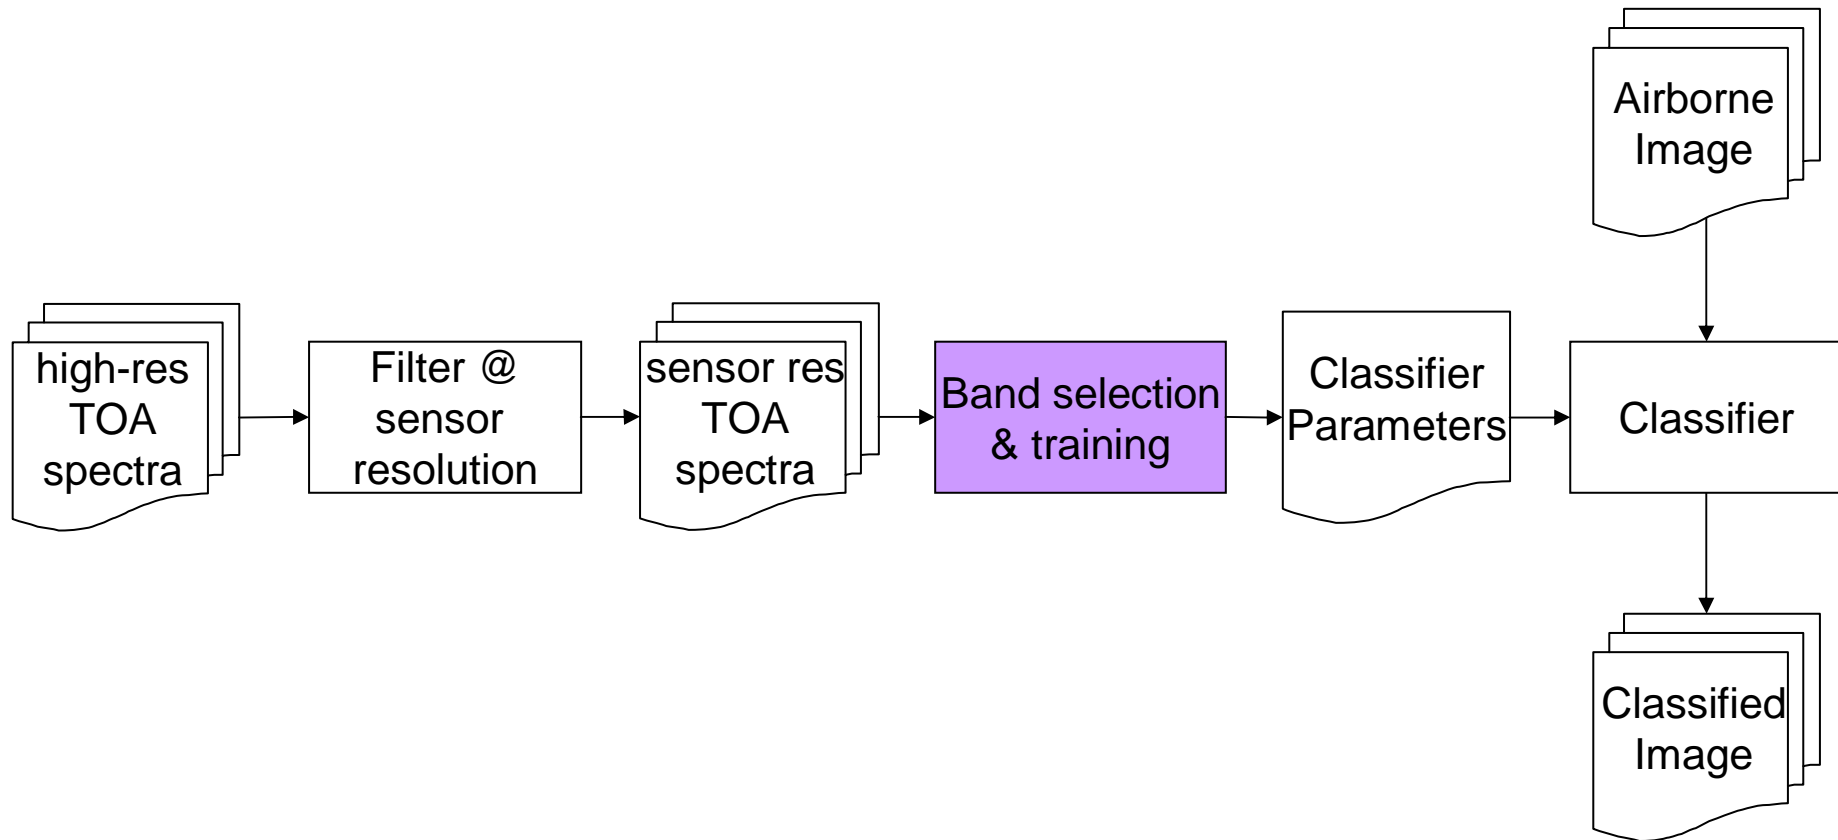 Airborne
Image
high-res
TOA
spectra
Filter @
sensor
resolution
sensor res
TOA
spectra
Band selection
& training
Classifier
Parameters
Classifier
Classified
Image